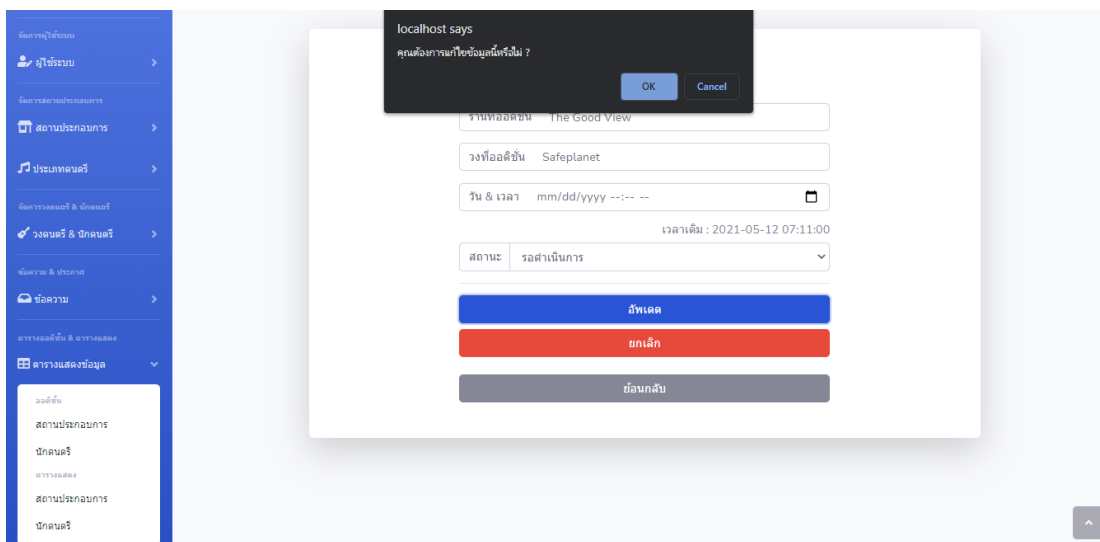 จัดการผู้ใช้ระบบ
ผู้ใช้ระบบ
จัดการสถานประกอบการ
สถานประกอบการ
ประเภทดนตรี
จัดการวงดนตรี & นักดนตรี
วงดนตรี & นักดนตรี
ข้อความ & ประกาศ
ข้อความ
ตารางออดิชั่น & ตารางแสดง
ตารางแสดงข้อมูล
ออดิชั่น
สถานประกอบการ
นักดนตรี
ตารางแสดง
สถานประกอบการ
นักดนตรี
localhost says
คุณต้องการแก้ไขข้อมูลนี้หรือไม่ ?
OK Cancel
ร้านที่ออดิชั่น The Good View
วงที่ออดิชั่น Safeplanet
วัน & เวลา mm/dd/yyyy --:-- --
เวลาเดิม : 2021-05-12 07:11:00
สถานะ รอดำเนินการ
อัพเดต
ยกเลิก
ย้อนกลับ